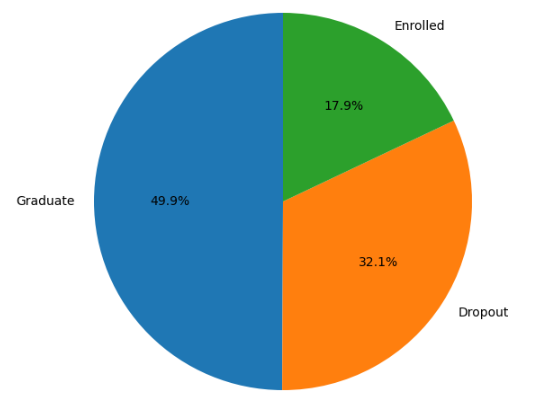 Enrolled
17.9%
Graduate
49.9%
32.1%
Dropout